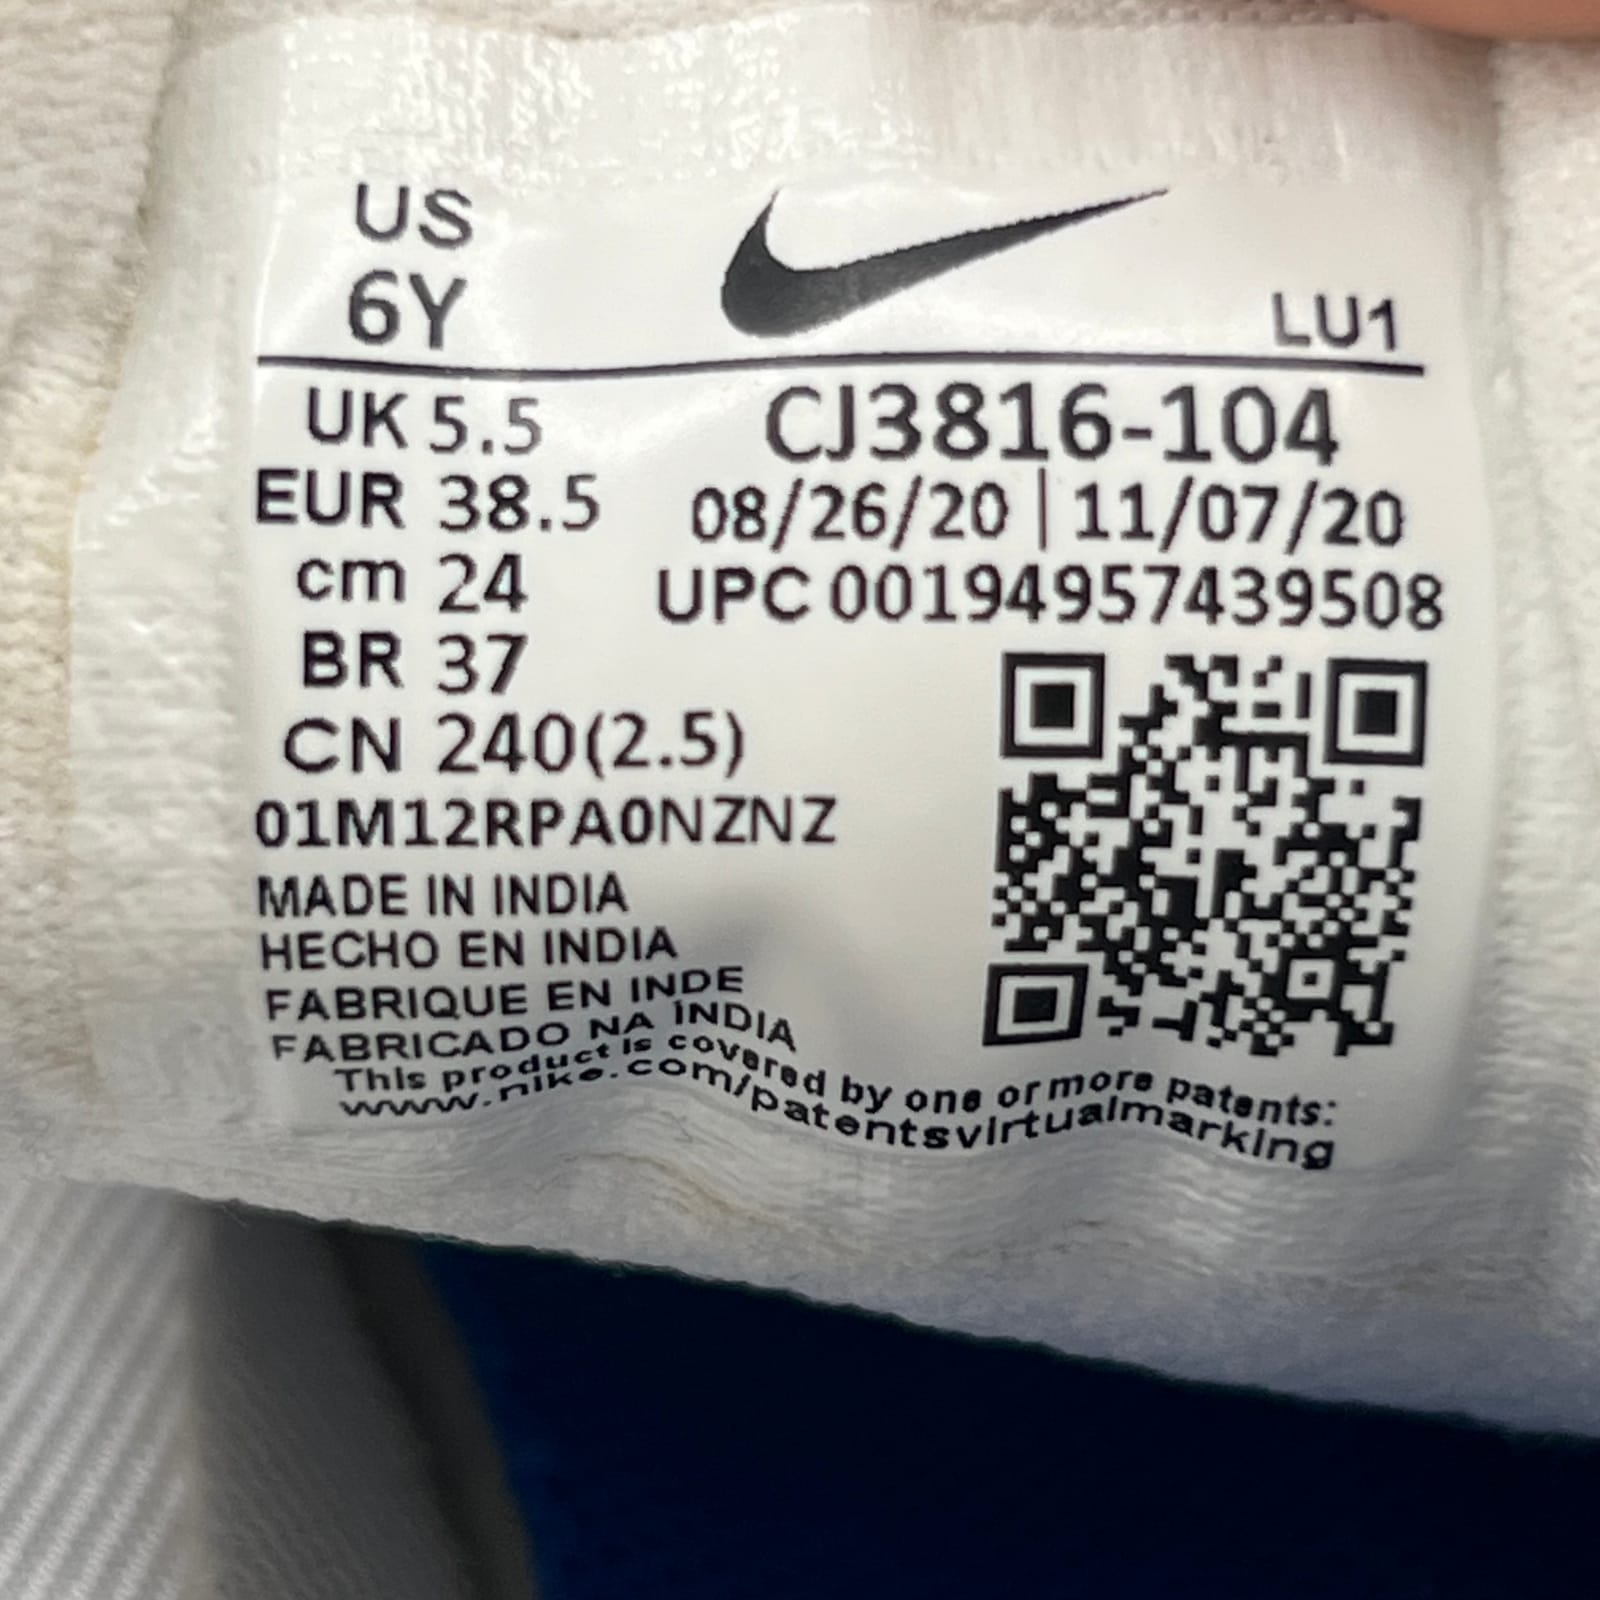 US
6Y
LU1
UK 5.5
EUR 38.5
cm 24
BR 37
CN 240(2.5)
CJ3816-104
08/26/20 | 11/07/20
UPC 00194957439508
01M12RPA0NZNZ
MADE IN INDIA
HECHO EN INDIA
FABRIQUE EN INDE
FABRICADO NA ÍNDIA
This product is covered by one or more patents:
www.nike.com/patentsvirtualmarking